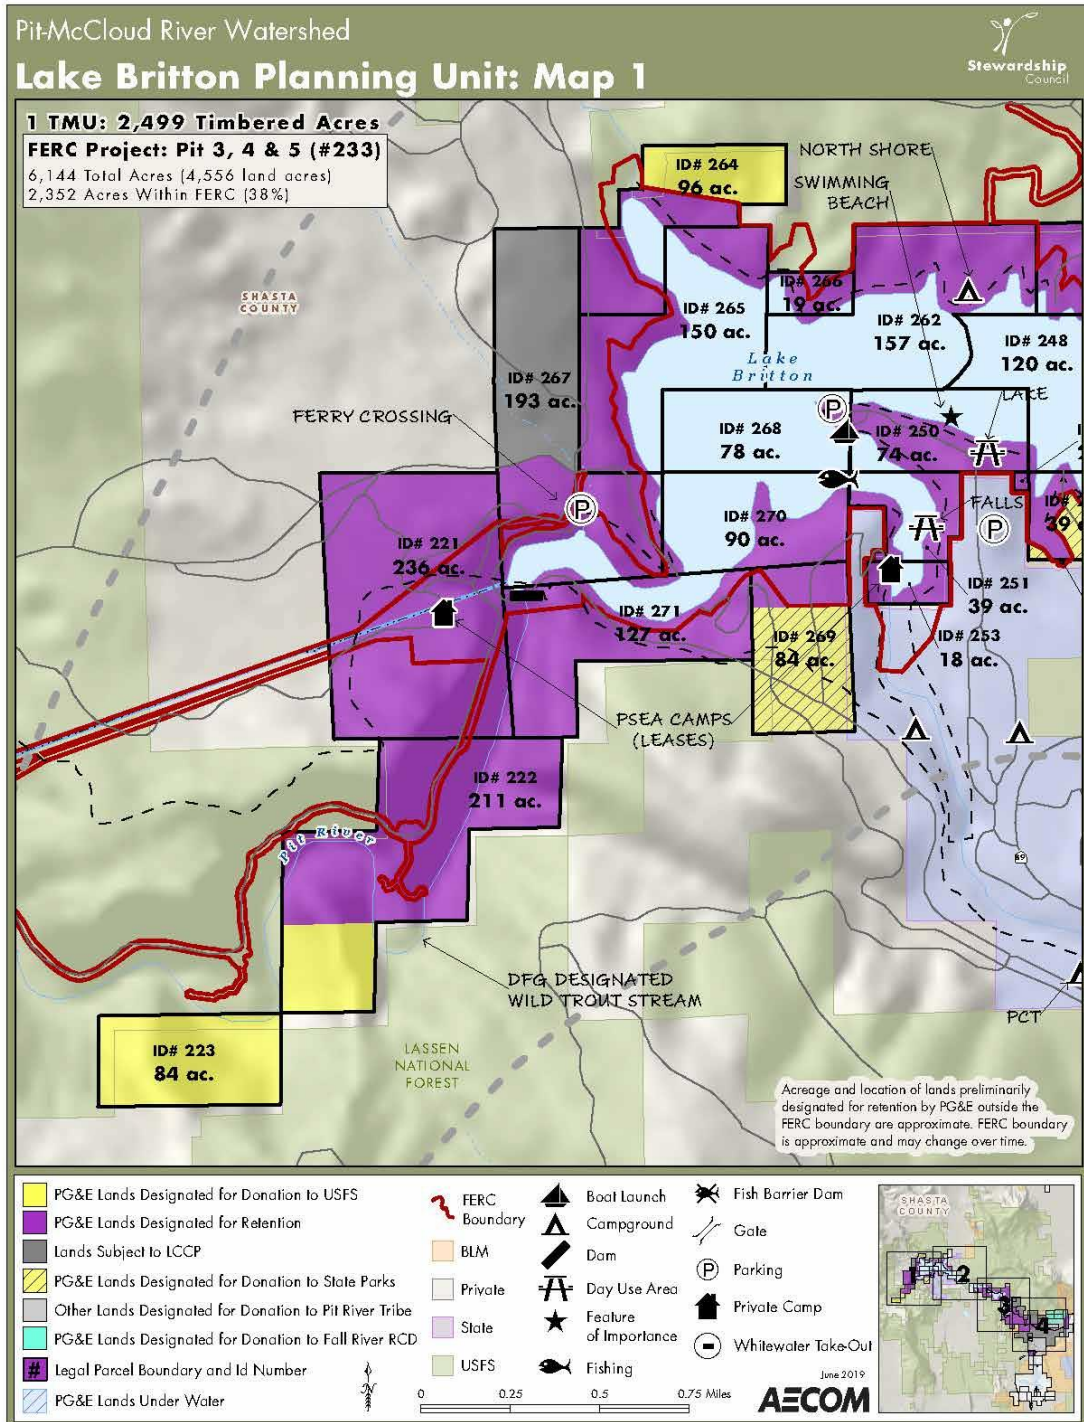 Pit-McCloud River Watershed
Lake Britton Planning Unit: Map 1
Stewardship
Council
1 TMU: 2,499 Timbered Acres
FERC Project: Pit 3, 4 & 5 (#233)
6,144 Total Acres (4,556 land acres)
2,352 Acres Within FERC (38%)
ID# 264
96 ac.
NORTH SHORE
SWIMMING
BEACH
SHASTA
COUNTY
ID# 266
19 ac.
ID# 265
150 ac.
ID# 262
157 ac.
ID# 248
120 ac.
Lake
Britton
ID# 267
193 ac.
LAKE
FERRY CROSSING
P
ID# 268
78 ac.
ID# 250
74 ac.
P
ID# 270
90 ac.
FALLS
P
ID#
39
ID# 221
236 ac.
ID# 251
39 ac.
ID# 271
127 ac.
ID# 269
84 ac.
ID# 253
18 ac.
PSEA CAMPS
(LEASES)
ID# 222
211 ac.
Pit River
89
DFG DESIGNATED
WILD TROUT STREAM
PCT
ID# 223
84 ac.
LASSEN
NATIONAL
FOREST
Acreage and location of lands preliminarily
designated for retention by PG&E outside the
FERC boundary are approximate. FERC boundary
is approximate and may change over time.
PG&E Lands Designated for Donation to USFS
PG&E Lands Designated for Retention
Lands Subject to LCCP
PG&E Lands Designated for Donation to State Parks
Other Lands Designated for Donation to Pit River Tribe
PG&E Lands Designated for Donation to Fall River RCD
# Legal Parcel Boundary and Id Number
PG&E Lands Under Water
FERC
Boundary
BLM
Private
State
USFS
Boat Launch
Campground
Dam
Day Use Area
Feature
of Importance
Fishing
Fish Barrier Dam
Gate
P Parking
Private Camp
Whitewater Take-Out
N
0 0.25 0.5 0.75 Miles
June 2019
AECOM
SHASTA
COUNTY
1
2
3
4